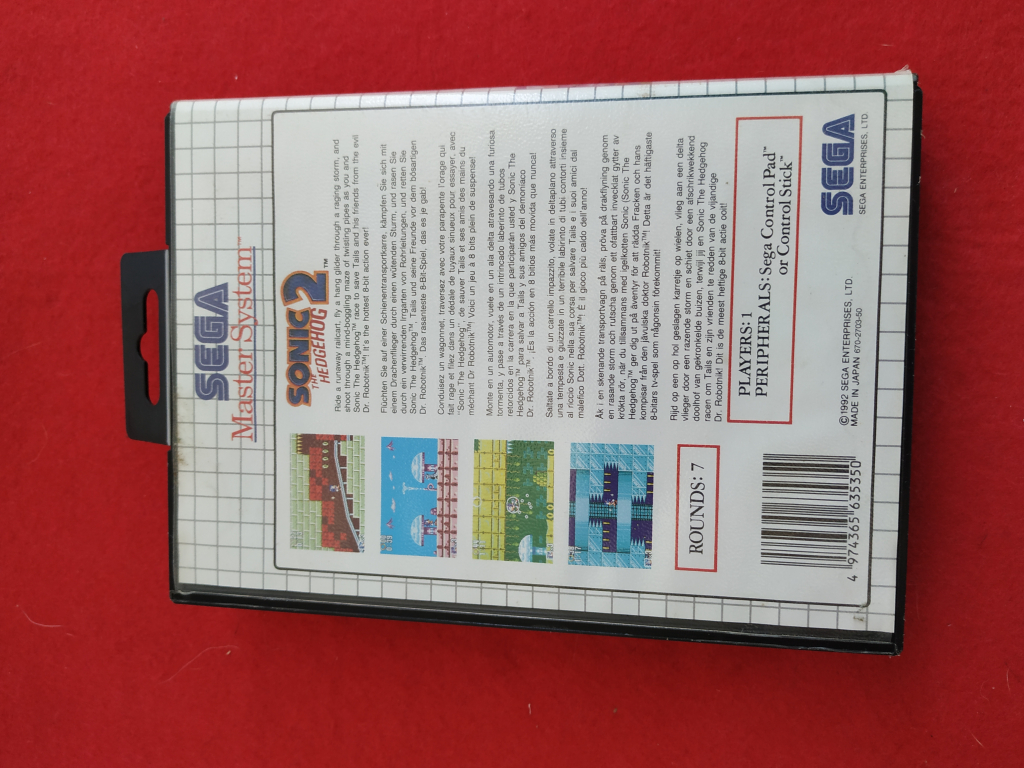 SEGA
Master System™
SONIC
THE
HEDGEHOG 2™
Ride a runaway railcart, fly a hang glider through a raging storm, and
shoot through a mind-boggling maze of twisting pipes as you and
Sonic The Hedgehog™ race to save Tails and his friends from the evil
Dr. Robotnik™! It's the hottest 8-bit action ever!
Flüchten Sie auf einer Schienentransportkarre, kämpfen Sie sich mit
einem Drachenflieger durch einen wütenden Sturm, und rasen Sie
durch ein verwirrenden Irrgarten von Rohrleitungen, und retten Sie
Sonic The Hedgehog™, Tails und seine Freunde vor dem bösartigen
Dr. Robotnik™. Das rasanteste 8-Bit-Spiel, das es je gab!
Conduisez un wagonnet, traversez avec votre parapente l'orage qui
fait rage et filez dans un dédale de tuyaux sinueux pour essayer, avec
"Sonic The Hedgehog", de sauver Tails et ses amis des mains du
méchant Dr Robotnik™! Voici un jeu à 8 bits plein de suspense!
Monte en un automotor, vuele en un ala delta atravesando una furiosa
tormenta, y pase a través de un intrincado laberinto de tubos
retorcidos en la carrera en la que participarán usted y Sonic The
Hedgehog™ para salvar a Tails y sus amigos del demoníaco
Dr. Robotnik™. ¡Es la acción en 8 bitios más movida que nunca!
Saltate a bordo di un carrello impazzito, volate in deltaplano attraverso
una tempesta e guizzate in un terribile labirinto di tubi contorti insieme
al riccio Sonic nella sua corsa per salvare Tails e i suoi amici dal
malefico Dott. Robotnik™! È il gioco più caldo dell'anno!
Åk i en skenande transportvagn på räls, pröva på drakflyning genom
en rasande storm och rutscha genom ett ofattbart invecklat gytter av
krökta rör, när du tillsammans med igelkotten Sonic (Sonic The
Hedgehog™ ger dig ut på äventyr för att rädda Fracken och hans
kompisar från den djävulska doktor Robotnik™! Detta är det häftigaste
8-bitars tv-spel som någonsin förekommit!
Rijd op een op hol geslagen karretje op wielen, vlieg aan een delta
vlieger door een razende storm en schiet door een afschrikwekkend
doolhof van gekronkelde buizen, terwijl jij en Sonic The Hedgehog
racen om Tails en zijn vrienden te redden van de vijandige
Dr. Robotnik! Dit is de meest heftige 8-bit actie ooit!
ROUNDS: 7
PLAYERS: 1
PERIPHERALS: Sega Control Pad™
or Control Stick™
4 974365 635350
©1992 SEGA ENTERPRISES, LTD.
MADE IN JAPAN 670-2703-50
SEGA
SEGA ENTERPRISES, LTD.